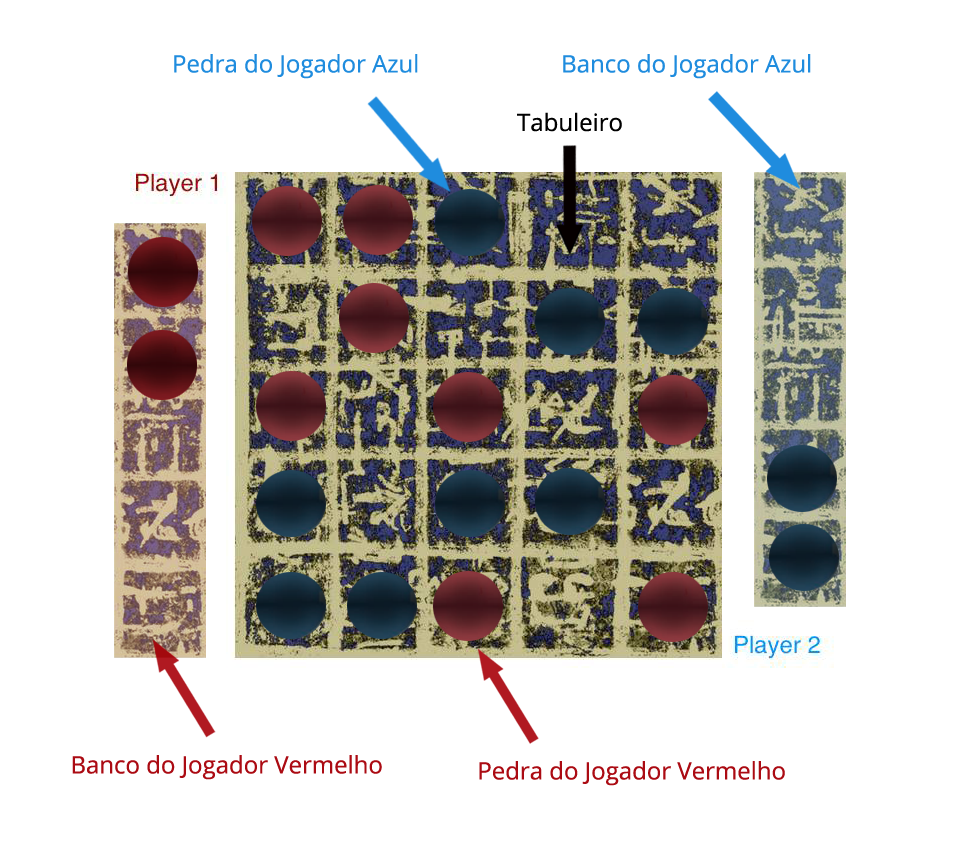 Pedra do Jogador Azul
Banco do Jogador Azul
Tabuleiro
Player 1
Player 2
Banco do Jogador Vermelho
Pedra do Jogador Vermelho